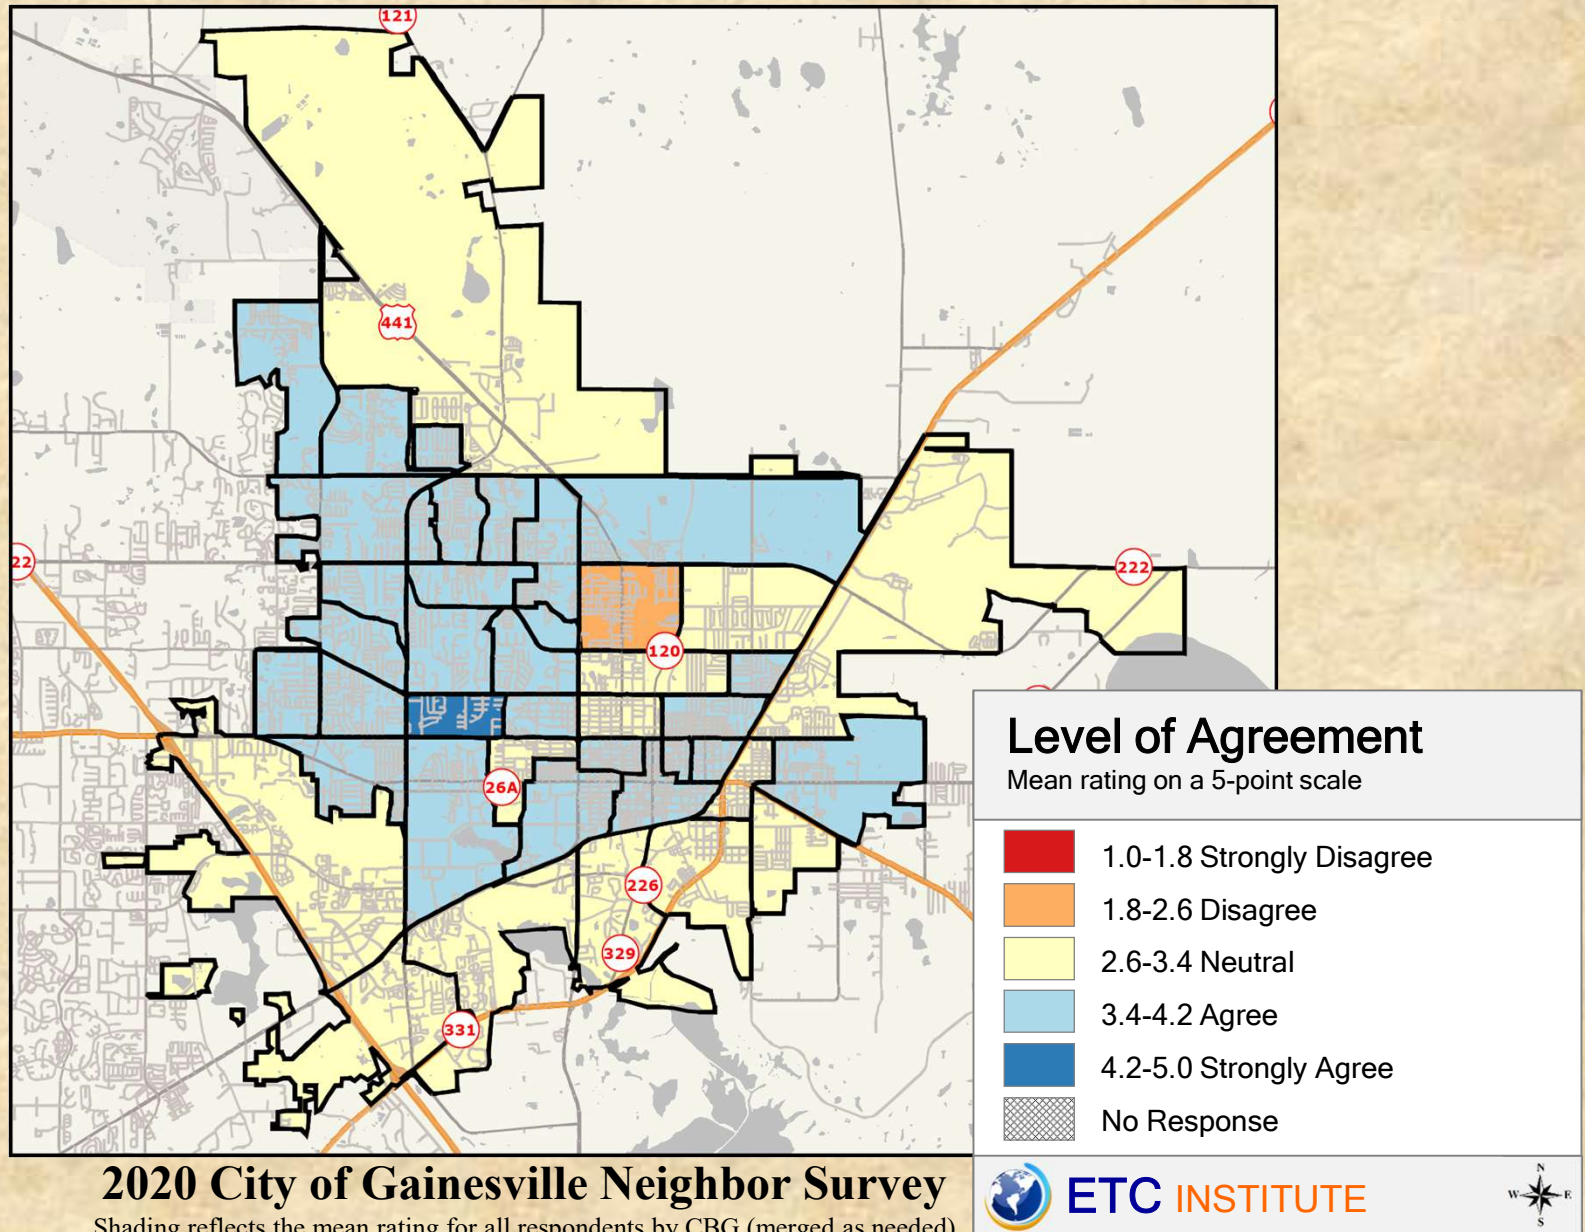 121
441
22
222
120
26A
226
329
331
Level of Agreement
Mean rating on a 5-point scale
1.0-1.8 Strongly Disagree
1.8-2.6 Disagree
2.6-3.4 Neutral
3.4-4.2 Agree
4.2-5.0 Strongly Agree
No Response
2020 City of Gainesville Neighbor Survey
Shading reflects the mean rating for all respondents by CBG (merged as needed)
ETC INSTITUTE
N
W E
S